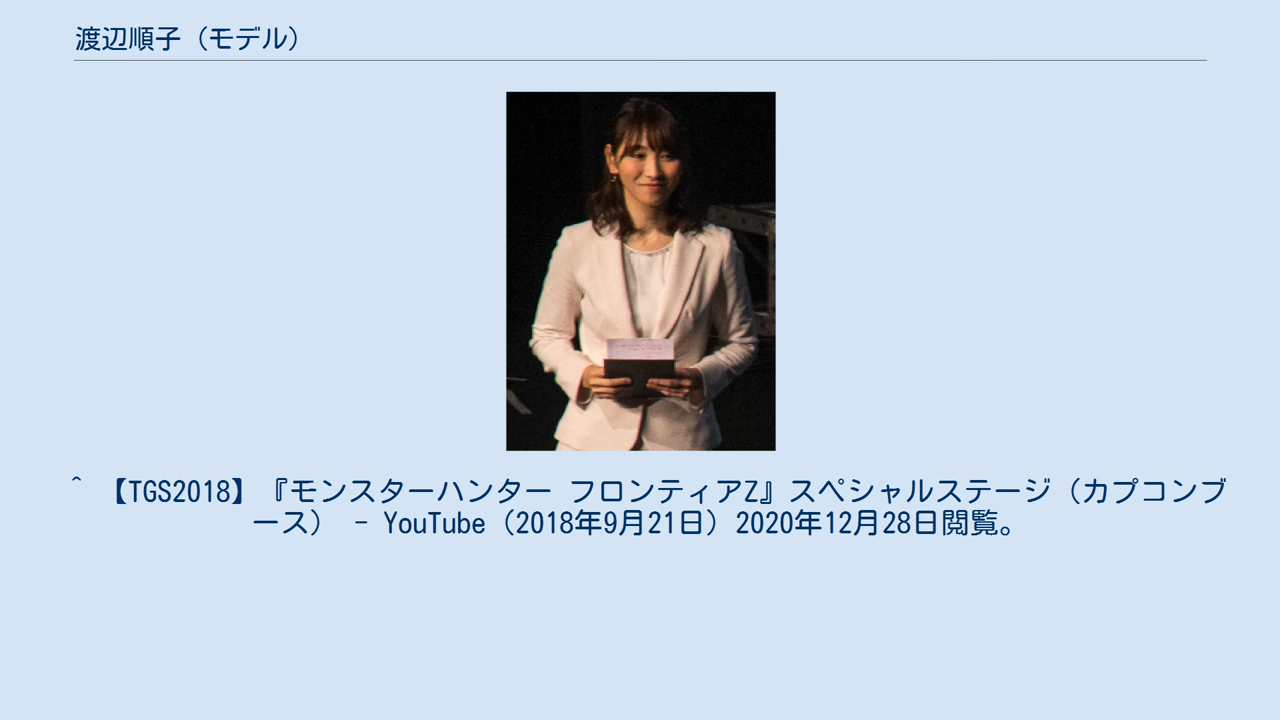 渡辺順子（モデル）
^ 【TGS2018】『モンスターハンター フロンティアZ』スペシャルステージ（カプコンブ
ース） - YouTube（2018年9月21日）2020年12月28日閲覧。